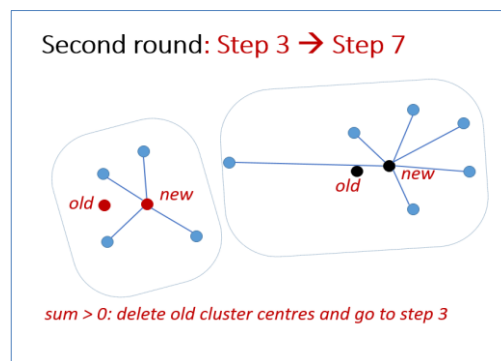 Second round: Step 3 → Step 7
old
new
old
new
sum > 0: delete old cluster centres and go to step 3